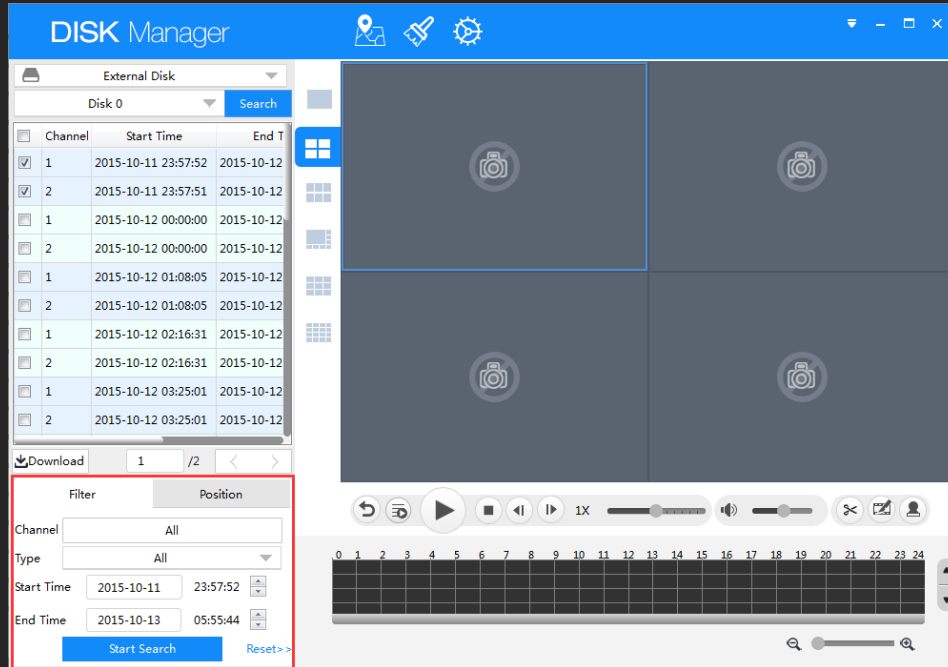 DISK Manager
External Disk
Disk 0 Search
Channel Start Time End T
1 2015-10-11 23:57:52 2015-10-12
2 2015-10-11 23:57:51 2015-10-12
1 2015-10-12 00:00:00 2015-10-12
2 2015-10-12 00:00:00 2015-10-12
1 2015-10-12 01:08:05 2015-10-12
2 2015-10-12 01:08:05 2015-10-12
1 2015-10-12 02:16:31 2015-10-12
2 2015-10-12 02:16:31 2015-10-12
1 2015-10-12 03:25:01 2015-10-12
2 2015-10-12 03:25:01 2015-10-12
Download 1 /2
Filter Position
Channel All
Type All
Start Time 2015-10-11 23:57:52
End Time 2015-10-13 05:55:44
Start Search Reset>>
1X
0 1 2 3 4 5 6 7 8 9 10 11 12 13 14 15 16 17 18 19 20 21 22 23 24